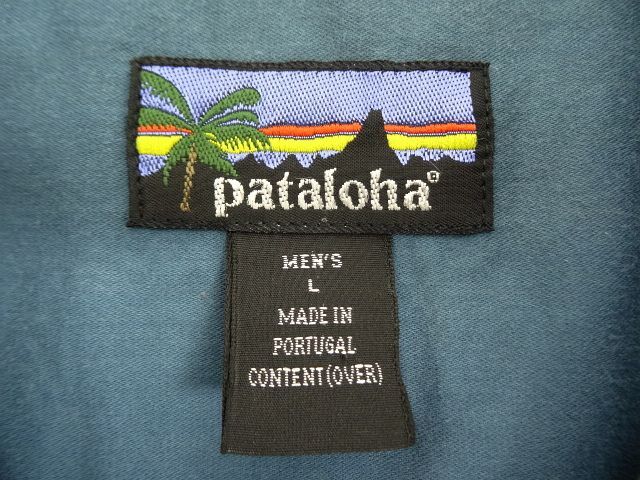 pataloha®
MEN'S
L
MADE IN
PORTUGAL
CONTENT (OVER)